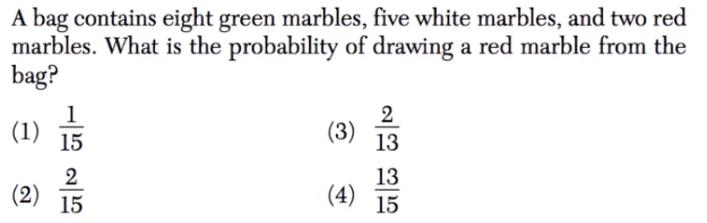 A bag contains eight green marbles, five white marbles, and two red
marbles. What is the probability of drawing a red marble from the
bag?
(1) 1/15
(3) 2/13
(2) 2/15
(4) 13/15